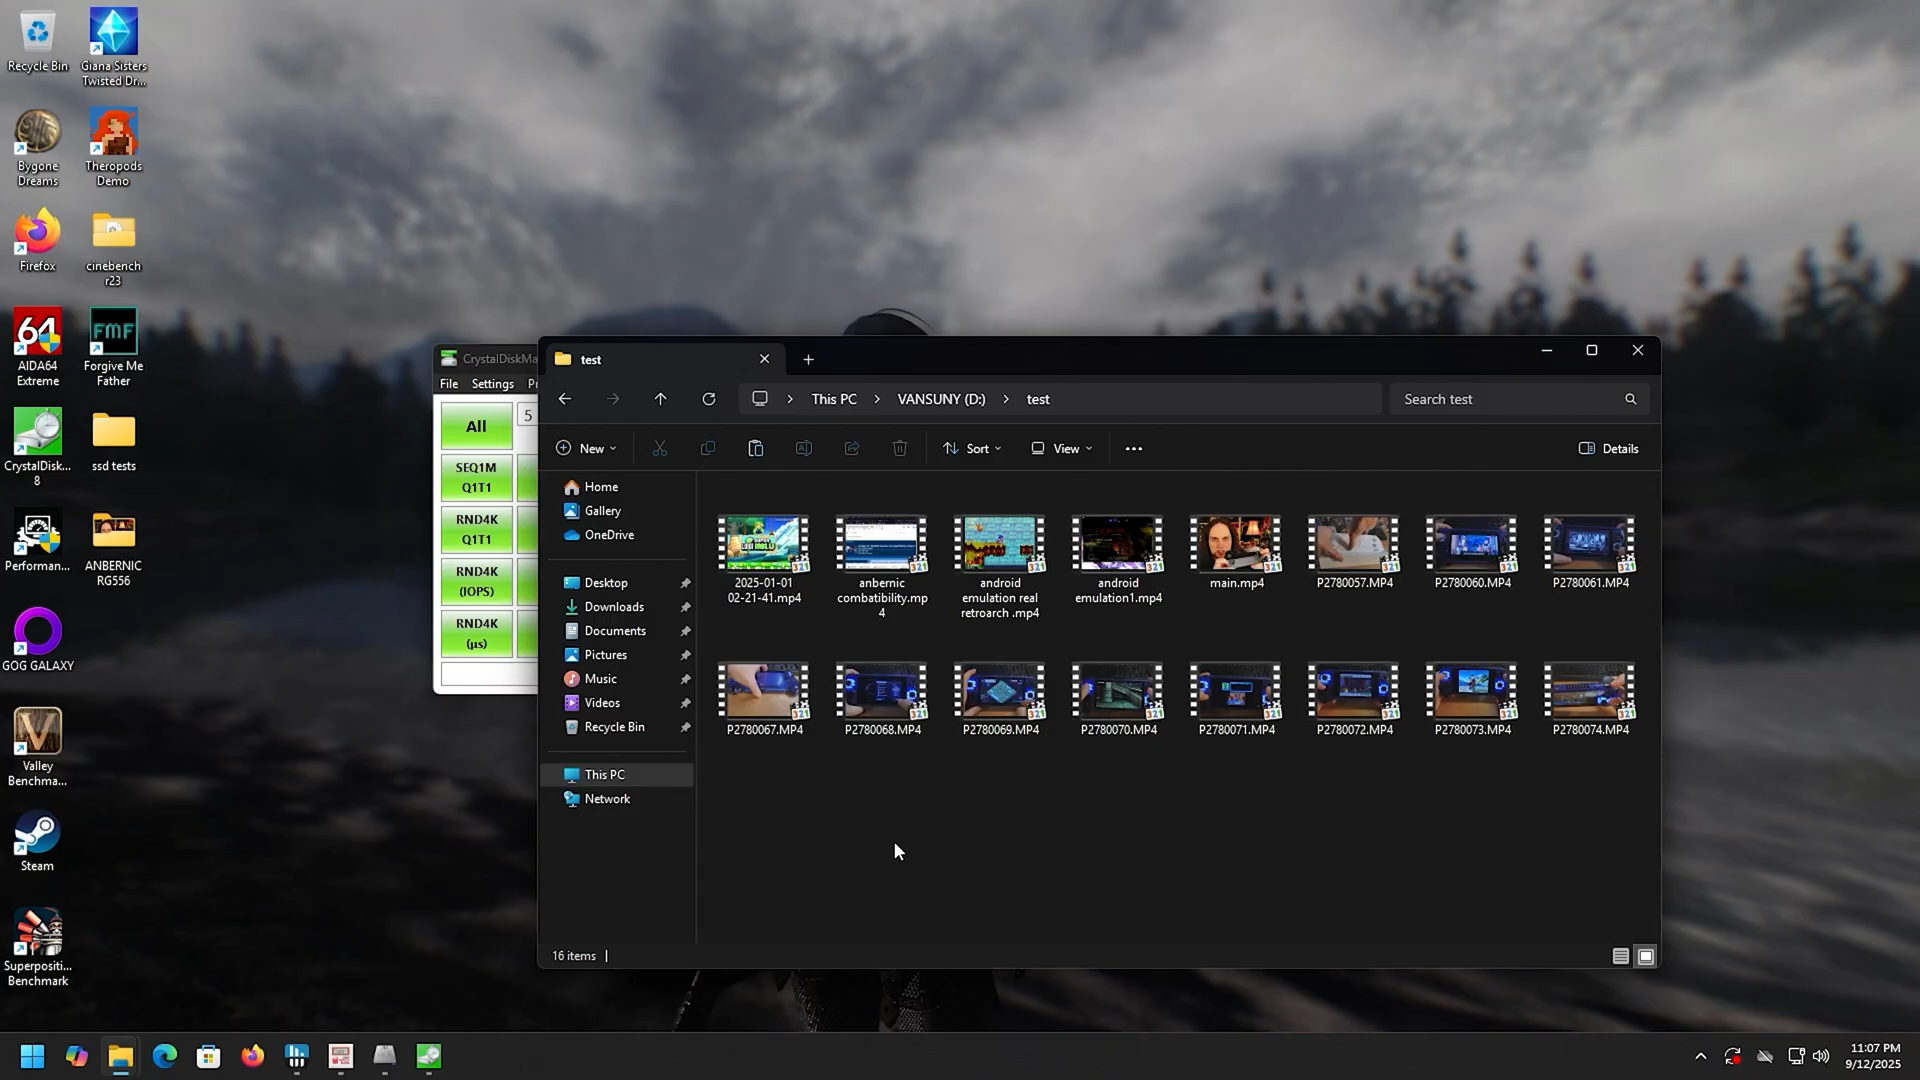 Recycle Bin
Giana Sisters
Twisted Dr...
Bygone
Dreams
Theropods
Demo
Firefox
cinebench
r23
64
AIDA64
Extreme
FMF
Forgive Me
Father
CrystalDisk...
8
ssd tests
Performan...
ANBERNIC
RG556
GOG GALAXY
Valley
Benchma...
Steam
Superpositi...
Benchmark
CrystalDiskMa
File Settings
All
5
SEQ1M
Q1T1
RND4K
Q1T1
RND4K
(IOPS)
RND4K
(µs)
test
This PC
VANSUNY (D:)
test
Search test
New
Sort
View
Details
Home
Gallery
OneDrive
Desktop
Downloads
Documents
Pictures
Music
Videos
Recycle Bin
This PC
Network
2025-01-01
02-21-41.mp4
anbernic
compatibility.mp
4
android
emulation real
retroarch .mp4
android
emulation1.mp4
main.mp4
P2780057.MP4
P2780060.MP4
P2780061.MP4
P2780067.MP4
P2780068.MP4
P2780069.MP4
P2780070.MP4
P2780071.MP4
P2780072.MP4
P2780073.MP4
P2780074.MP4
16 items
11:07 PM
9/12/2025